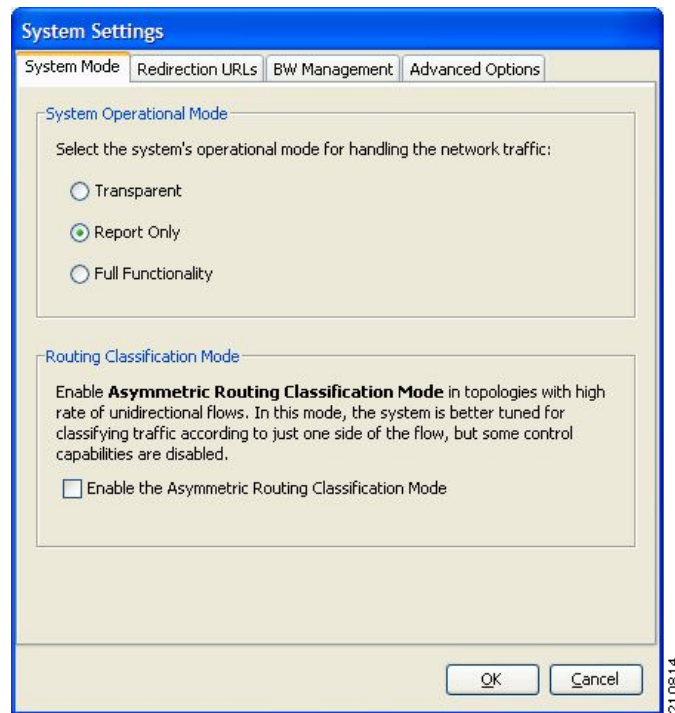 System Settings
System Mode
Redirection URLs
BW Management
Advanced Options
System Operational Mode
Select the system's operational mode for handling the network traffic:
Transparent
Report Only
Full Functionality
Routing Classification Mode
Enable Asymmetric Routing Classification Mode in topologies with high
rate of unidirectional flows. In this mode, the system is better tuned for
classifying traffic according to just one side of the flow, but some control
capabilities are disabled.
Enable the Asymmetric Routing Classification Mode
OK
Cancel
210814